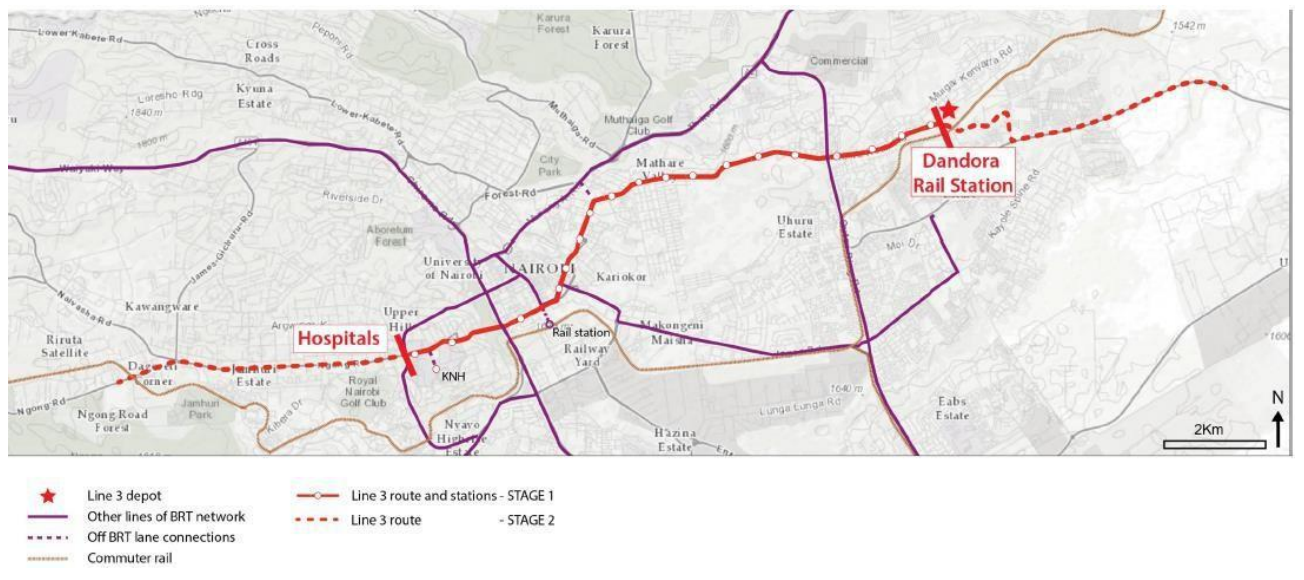 Lower-Kabete-Rd
Cross
Roads
Peponi Rd
Karura
Forest
Karura
Forest
1542 m
Commercial
Kyuna
Estate
1840 m
Lower-Kabete-Rd
Muthaiga-Rd
Muthaiga Golf
Club
Dandora
Rail Station
1800 m
City
Park
Mathare
Valley
Waiyaki Way
Riverside Dr
Forest-Rd
Kayole Spine Rd
James-Gichuru-Rd
Arboretum
Forest
Uhuru
Estate
Moi Dr
University
of Nairobi
NAIROBI
Kariokor
Naivasha Rd
Kawangware
Upper
Hill
Hospitals
Rail station
Makongeni
Maisha
Riruta
Satellite
Railway
Yard
Dagoretti
Corner
KNH
Royal
Nairobi
Golf Club
1640 m
Ngong Rd
Ngong Road
Forest
Jamhuri
Park
Kibera Dr
Lunga Lunga Rd
Eabs
Estate
N
Nyayo
Highrise
Estate
Hazina
Estate
2Km
Line 3 depot
Other lines of BRT network
Off BRT lane connections
Commuter rail
Line 3 route and stations - STAGE 1
Line 3 route - STAGE 2